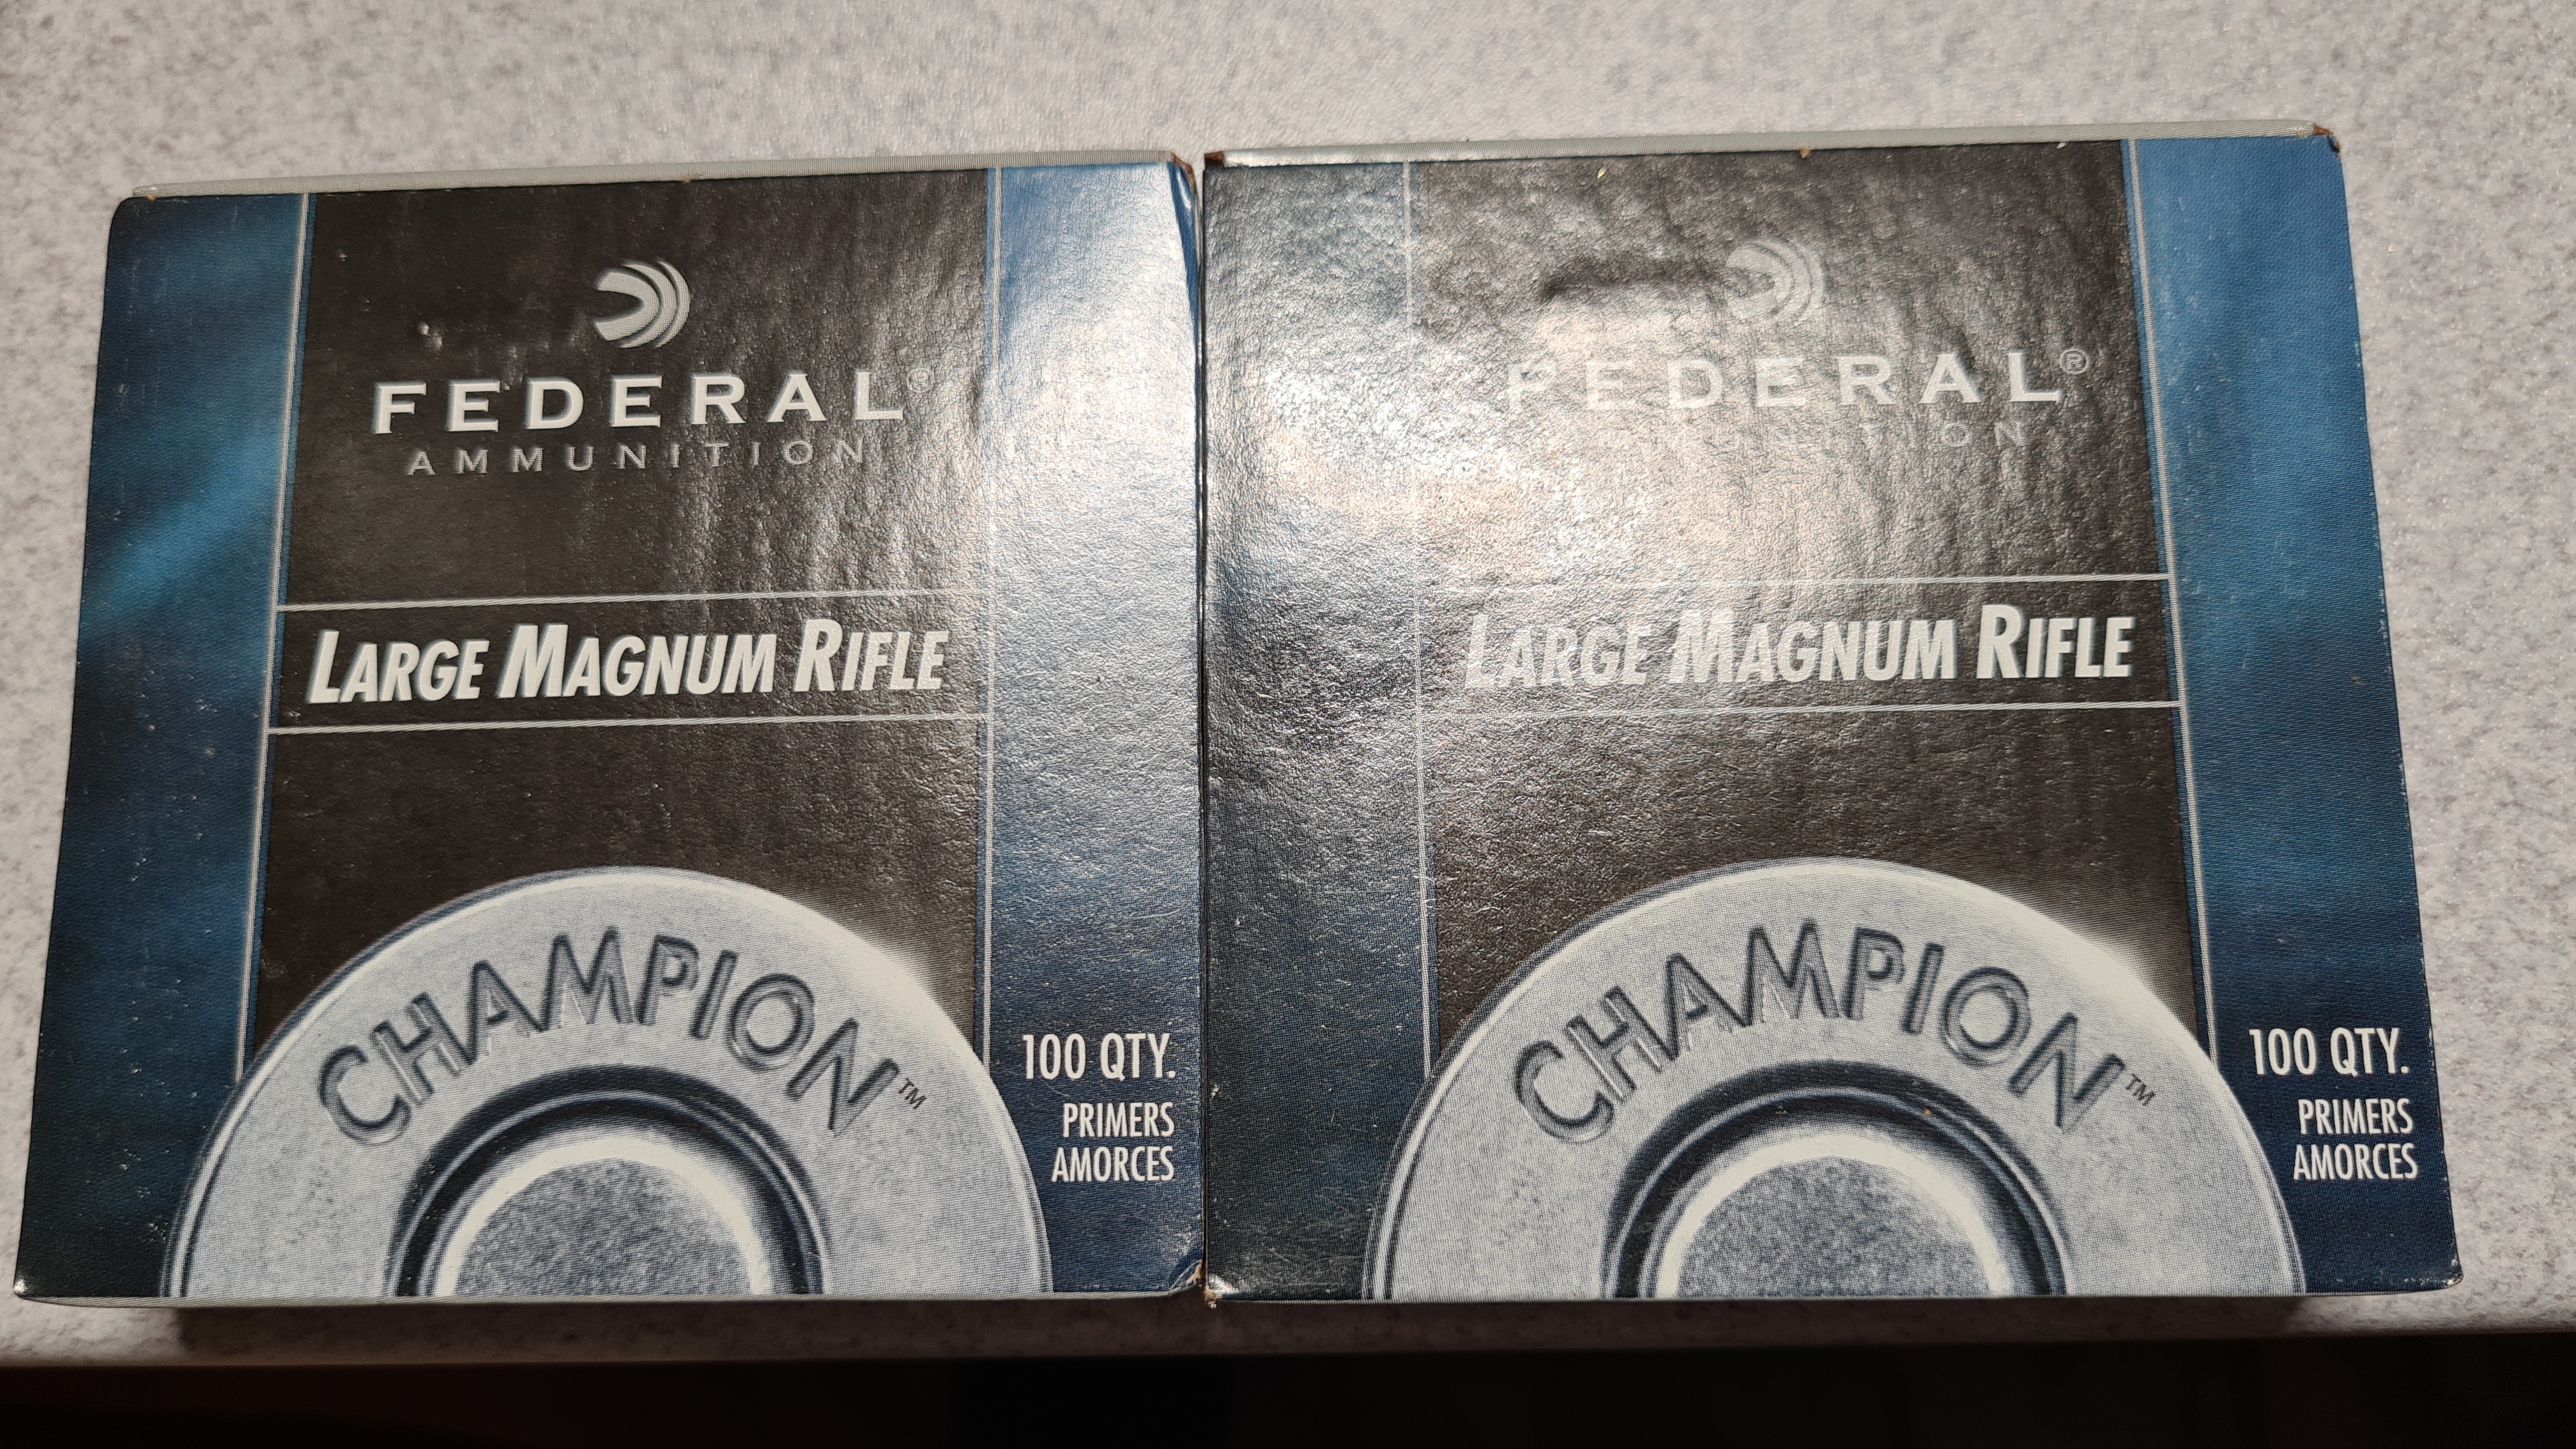 FEDERAL®
AMMUNITION
LARGE MAGNUM RIFLE
CHAMPION™
100 QTY.
PRIMERS
AMORCES
FEDERAL®
AMMUNITION
LARGE MAGNUM RIFLE
CHAMPION™
100 QTY.
PRIMERS
AMORCES